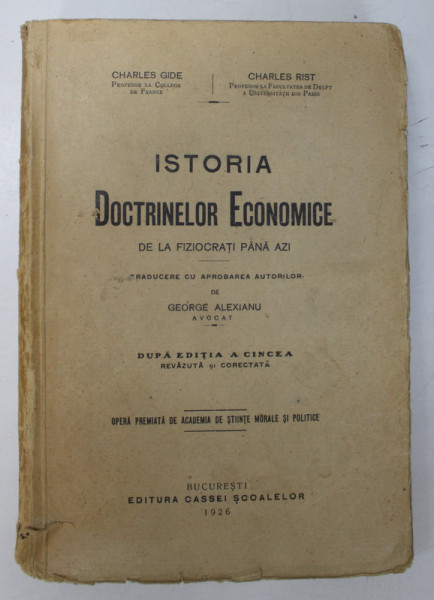 CHARLES GIDE
PROFESOR LA COLLEGE
DE FRANCE
CHARLES RIST
PROFESOR LA FACULTATEA DE DREPT
A UNIVERSITĂȚII DIN PARIS
ISTORIA
DOCTRINELOR ECONOMICE
DE LA FIZIOCRAȚI PÂNĂ AZI
TRADUCERE CU APROBAREA AUTORILOR
DE
GEORGE ALEXIANU
AVOCAT
DUPĂ EDIȚIA A CINCEA
REVĂZUTĂ și CORECTATĂ
OPERĂ PREMIATĂ DE ACADEMIA DE ȘTIINȚE MORALE ȘI POLITICE
BUCUREȘTI
EDITURA CASSEI ȘCOALELOR
1926